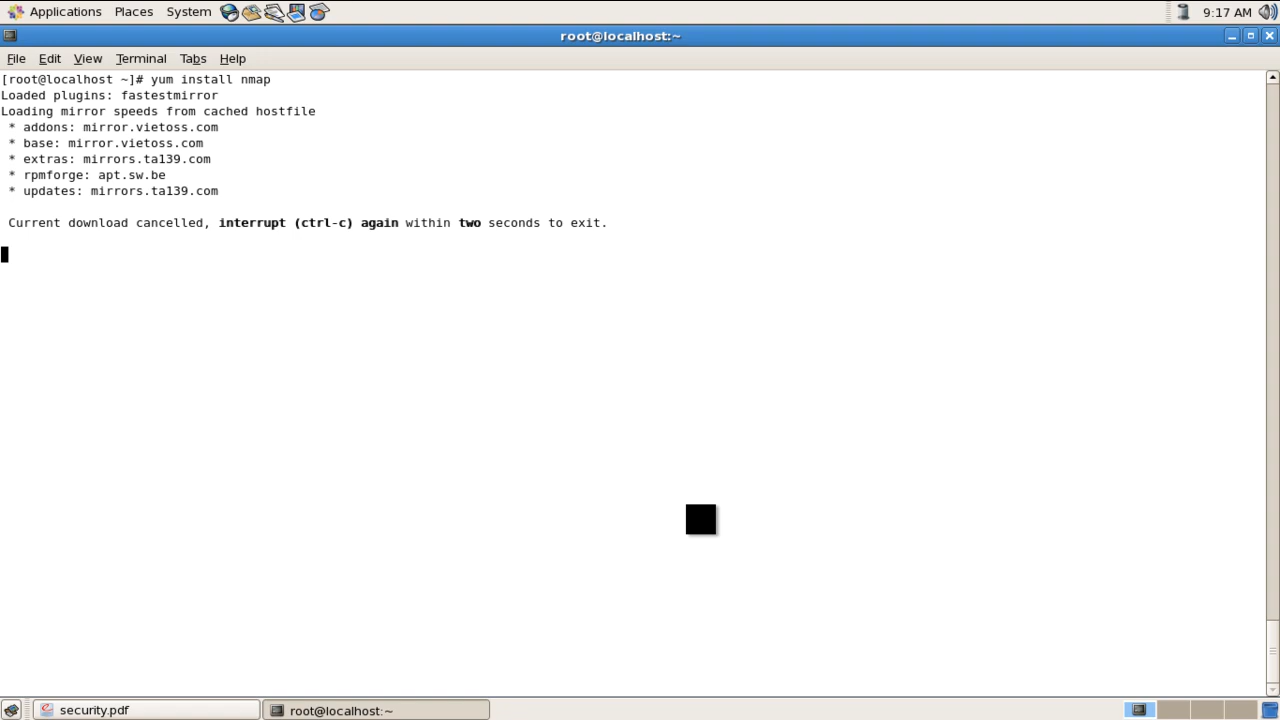 Applications Places System 9:17 AM
root@localhost:~
File Edit View Terminal Tabs Help
[root@localhost ~]# yum install nmap
Loaded plugins: fastestmirror
Loading mirror speeds from cached hostfile
* addons: mirror.vietoss.com
* base: mirror.vietoss.com
* extras: mirrors.ta139.com
* rpmforge: apt.sw.be
* updates: mirrors.ta139.com
Current download cancelled, interrupt (ctrl-c) again within two seconds to exit.
security.pdf root@localhost:~